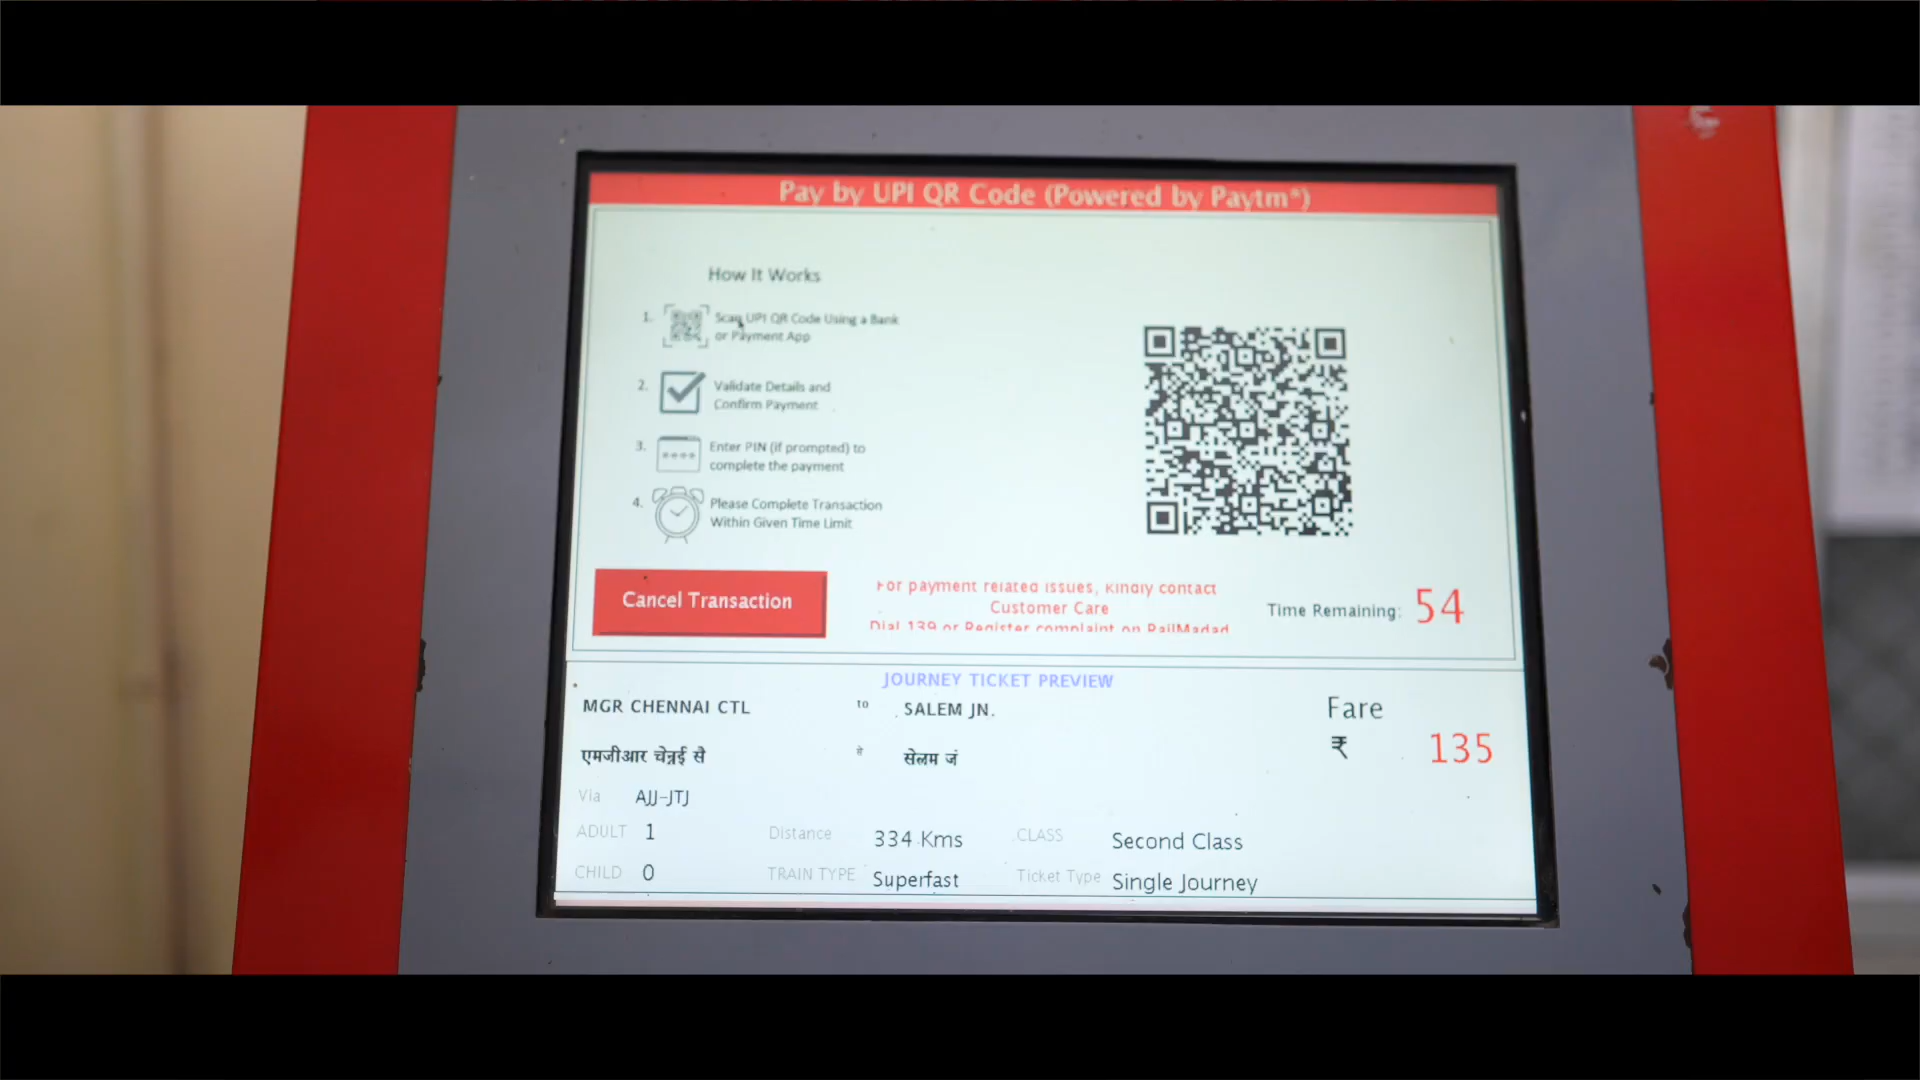 Pay by UPI QR Code (Powered by Paytm*)
How It Works
1. Scan UPI QR Code Using a Bank
or Payment App
2. Validate Details and
Confirm Payment
3. Enter PIN (if prompted) to
complete the payment
4. Please Complete Transaction
Within Given Time Limit
Cancel Transaction
For payment related issues, kindly contact
Customer Care
Dial 139 or Register complaint on RailMadad
Time Remaining: 54
JOURNEY TICKET PREVIEW
MGR CHENNAI CTL to SALEM JN.
Fare
एमजीआर चेन्नई सै से सेलम जं
₹ 135
Via AJJ-JTJ
ADULT 1 Distance 334 Kms CLASS Second Class
CHILD 0 TRAIN TYPE Superfast Ticket Type Single Journey